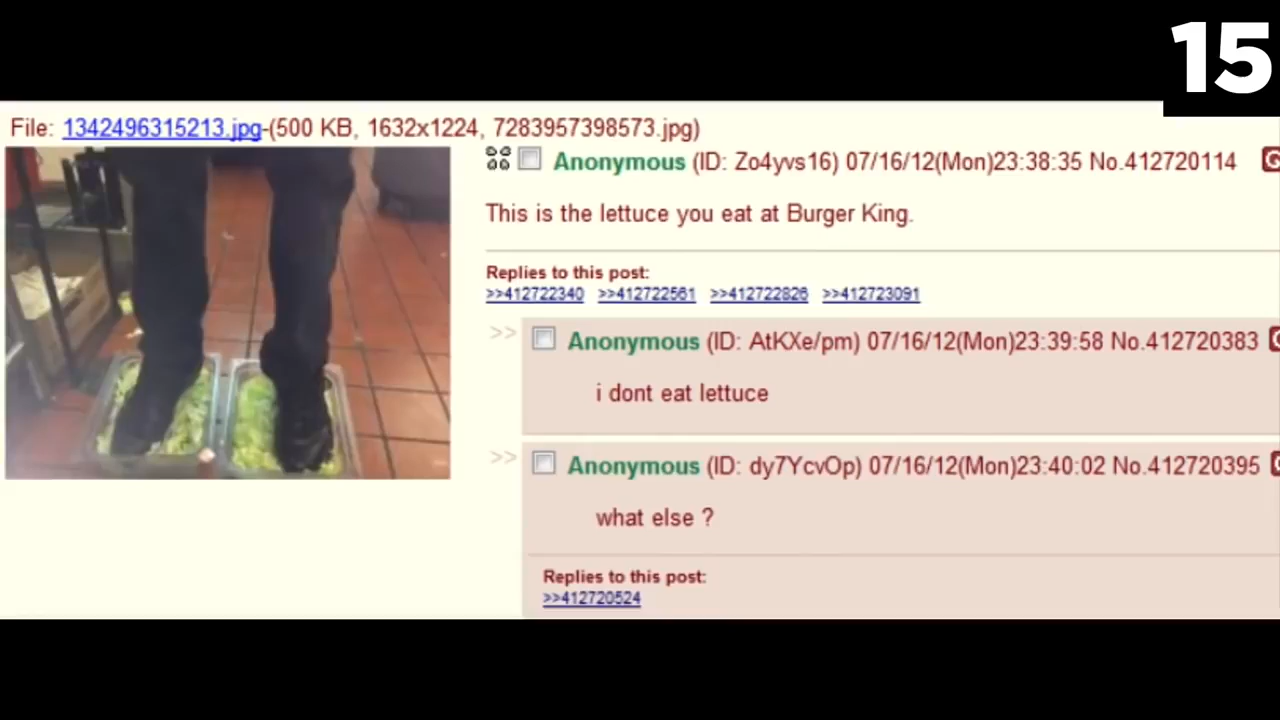 15
File: 1342496315213.jpg-(500 KB, 1632x1224, 7283957398573.jpg)
Anonymous (ID: Zo4yvs16) 07/16/12(Mon)23:38:35 No.412720114
This is the lettuce you eat at Burger King.
Replies to this post:
>>412722340 >>412722561 >>412722826 >>412723091
>> Anonymous (ID: AtKXe/pm) 07/16/12(Mon)23:39:58 No.412720383
i dont eat lettuce
>> Anonymous (ID: dy7YcvOp) 07/16/12(Mon)23:40:02 No.412720395
what else ?
Replies to this post:
>>412720524